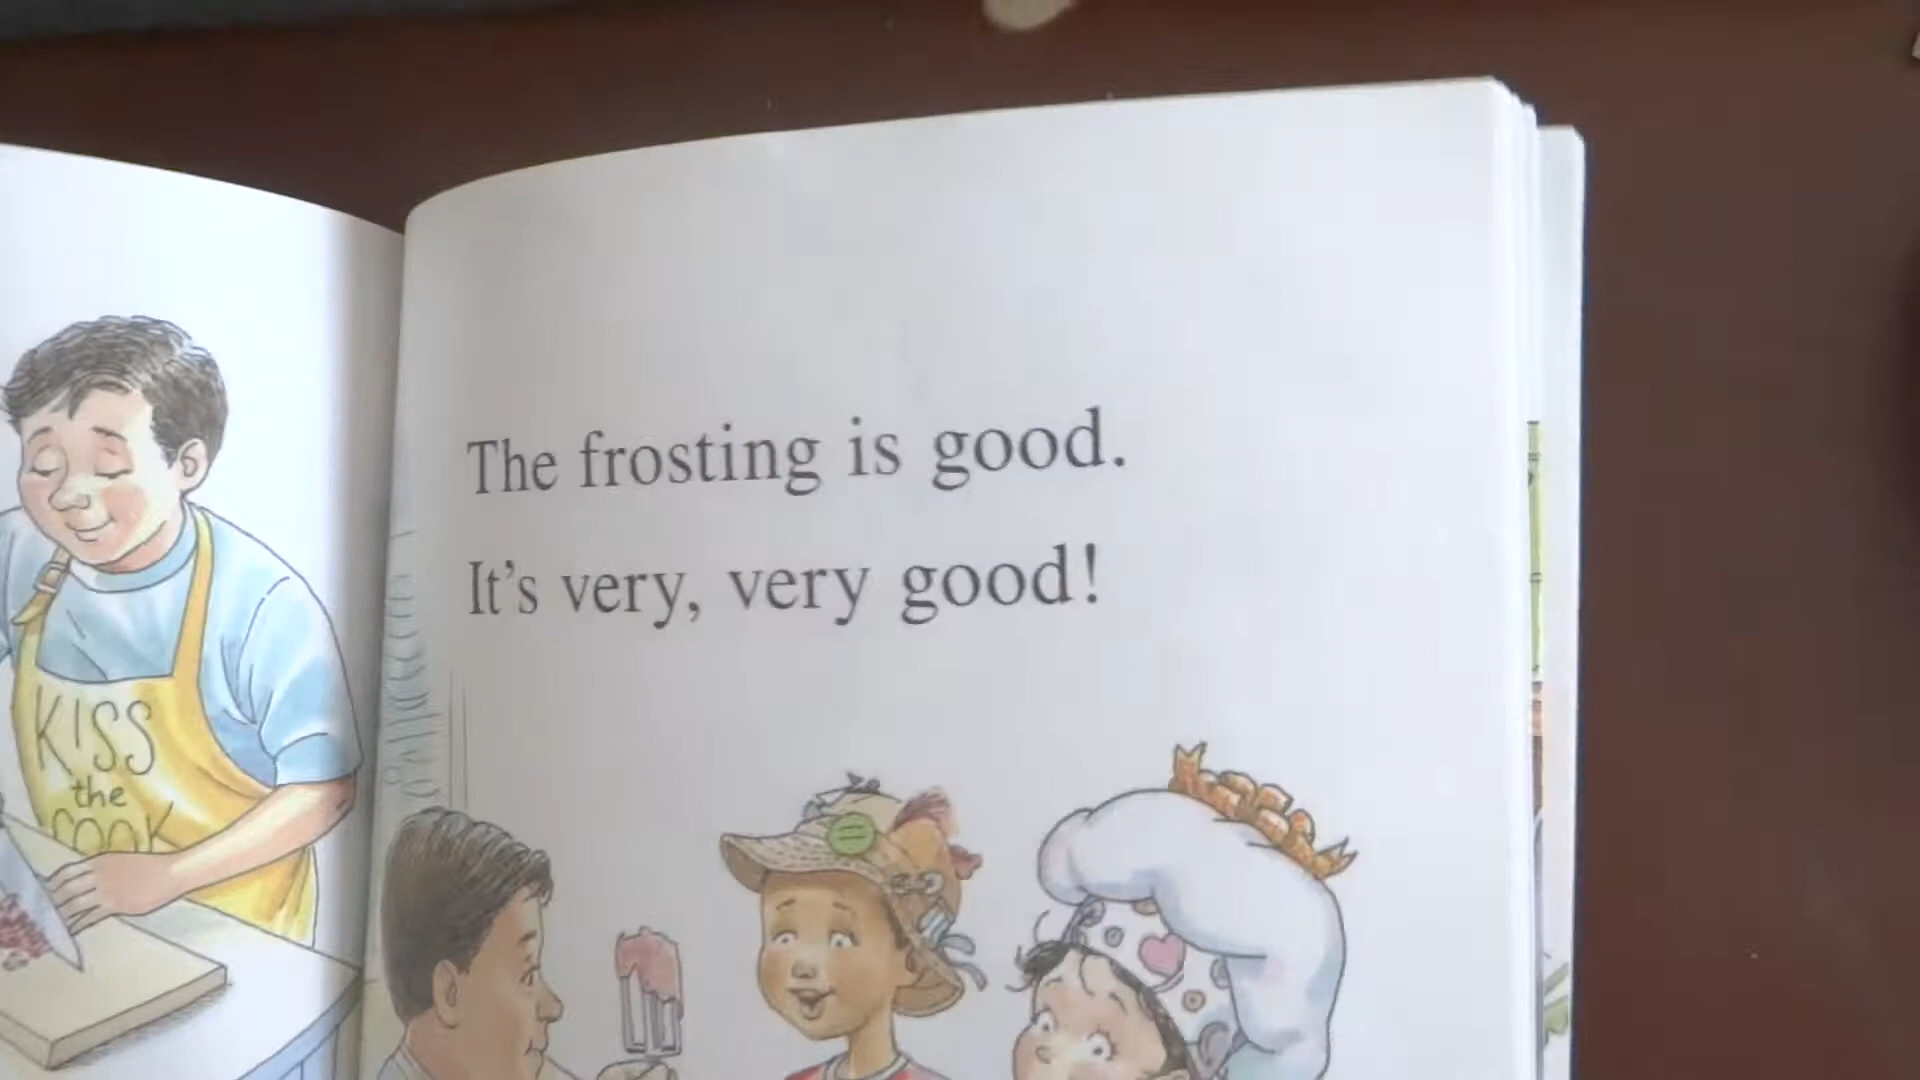 KISS
the
COOK
The frosting is good.
It's very, very good!